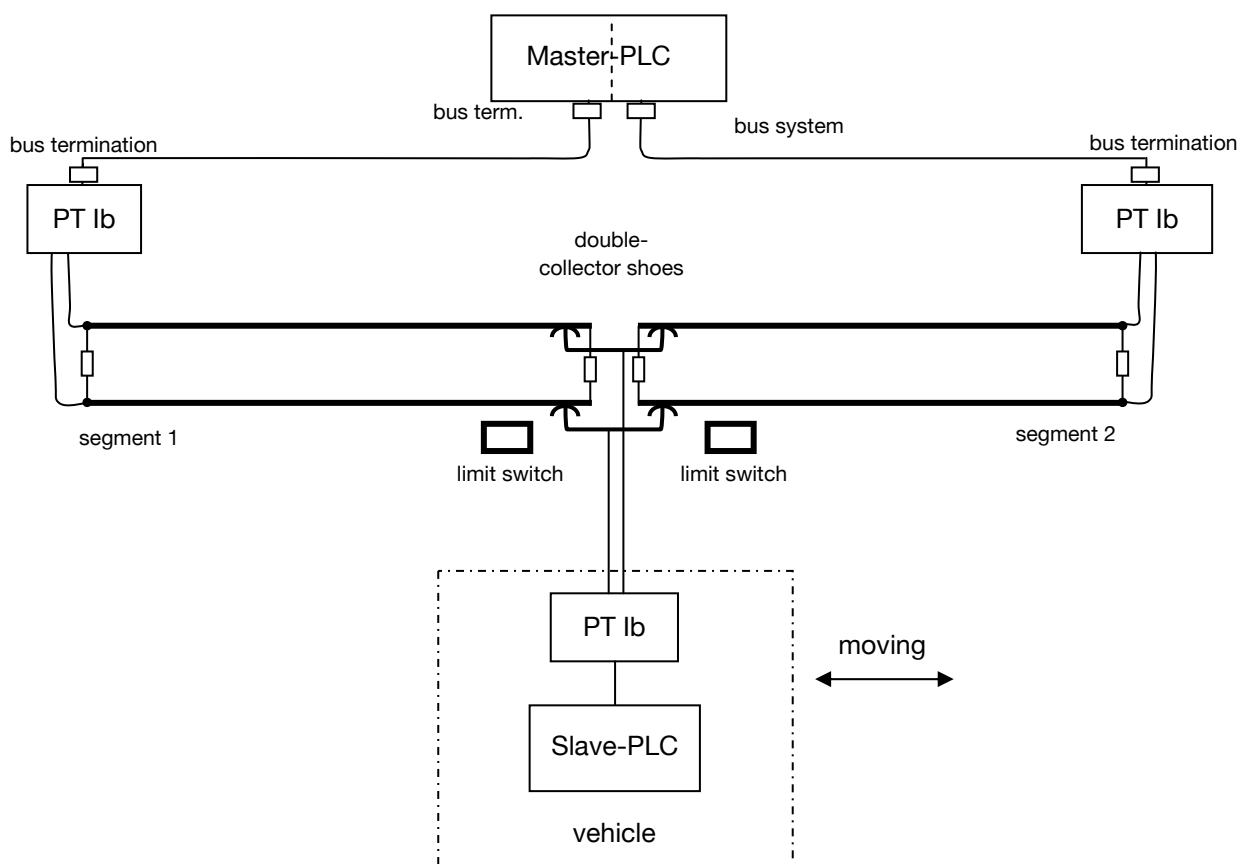 Master-PLC
bus term.
bus system
bus termination
bus termination
PT Ib
PT Ib
double-
collector shoes
segment 1
segment 2
limit switch
limit switch
PT Ib
moving
Slave-PLC
vehicle